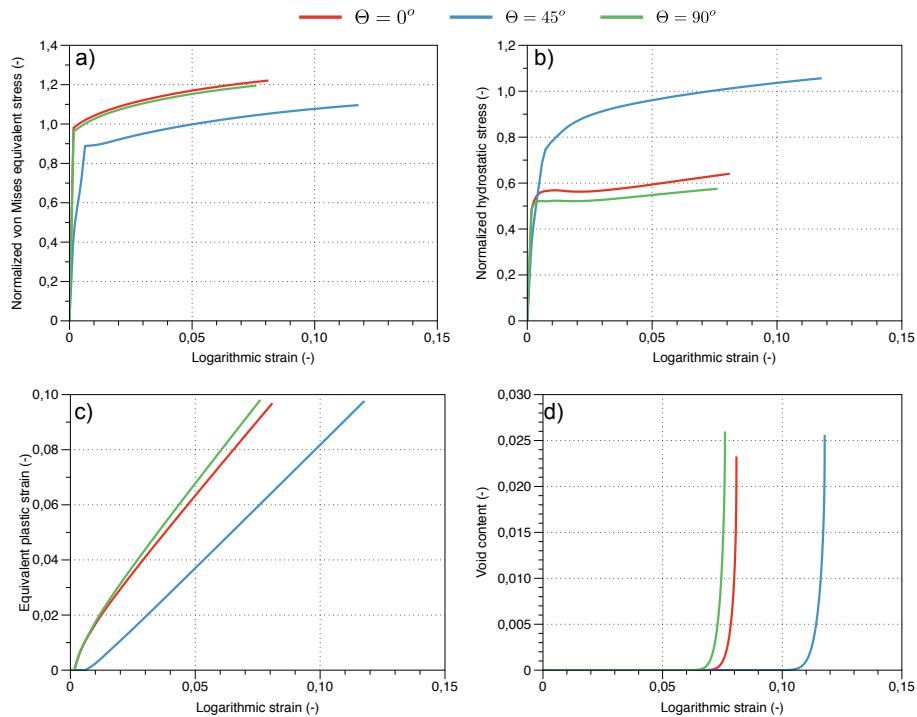 Θ = 0° Θ = 45° Θ = 90°
a)
Normalized von Mises equivalent stress (-)
1,4
1,2
1,0
0,8
0,6
0,4
0,2
0
0 0,05 0,10 0,15
Logarithmic strain (-)
b)
Normalized hydrostatic stress (-)
1,2
1,0
0,8
0,6
0,4
0,2
0
0 0,05 0,10 0,15
Logarithmic strain (-)
c)
Equivalent plastic strain (-)
0,10
0,08
0,06
0,04
0,02
0
0 0,05 0,10 0,15
Logarithmic strain (-)
d)
Void content (-)
0,030
0,025
0,020
0,015
0,010
0,005
0
0 0,05 0,10 0,15
Logarithmic strain (-)